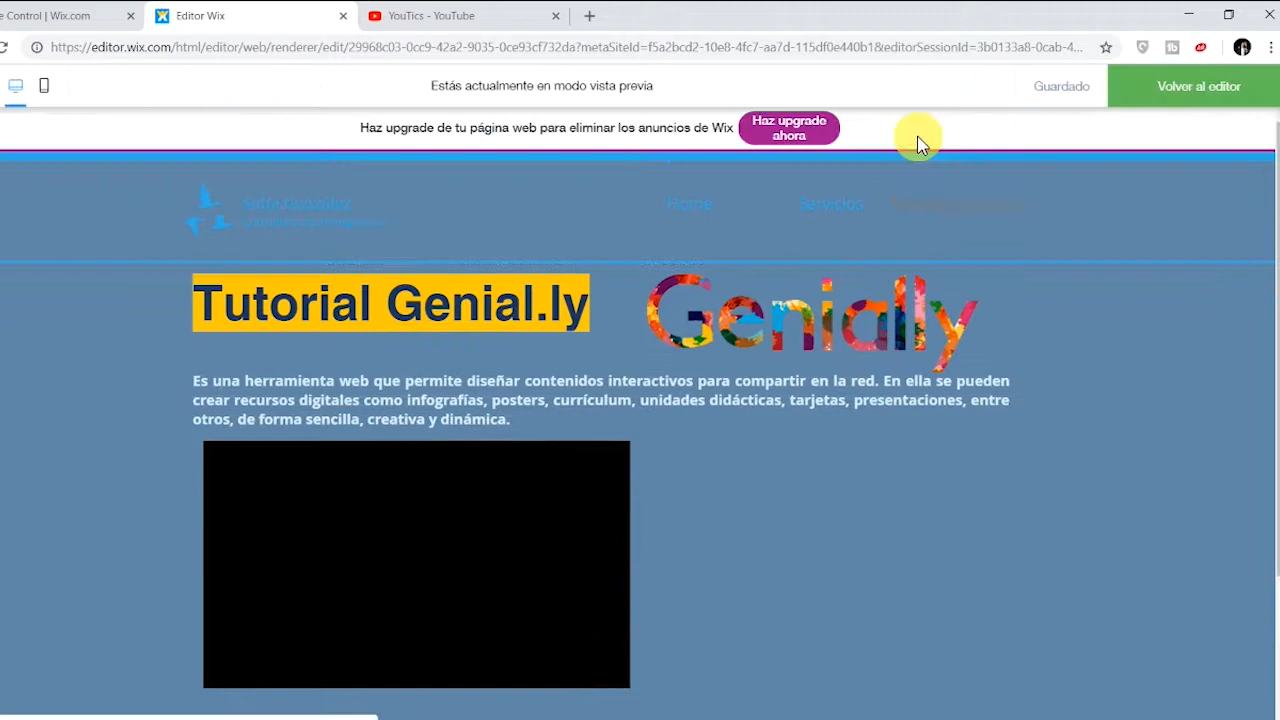 e Control | Wix.com
Editor Wix
YouTics - YouTube
https://editor.wix.com/html/editor/web/renderer/edit/29968c03-0cc9-42a2-9035-0ce93cf732da?metaSiteId=f5a2bcd2-10e8-4fc7-aa7d-115df0e440b1&editorSessionId=3b0133a8-0cab-4...
Estás actualmente en modo vista previa
Guardado
Volver al editor
Haz upgrade de tu página web para eliminar los anuncios de Wix
Haz upgrade
ahora
Sofía González
Home
Servicios
Tutorial Genial.ly
Genially
Es una herramienta web que permite diseñar contenidos interactivos para compartir en la red. En ella se pueden
crear recursos digitales como infografías, posters, currículum, unidades didácticas, tarjetas, presentaciones, entre
otros, de forma sencilla, creativa y dinámica.